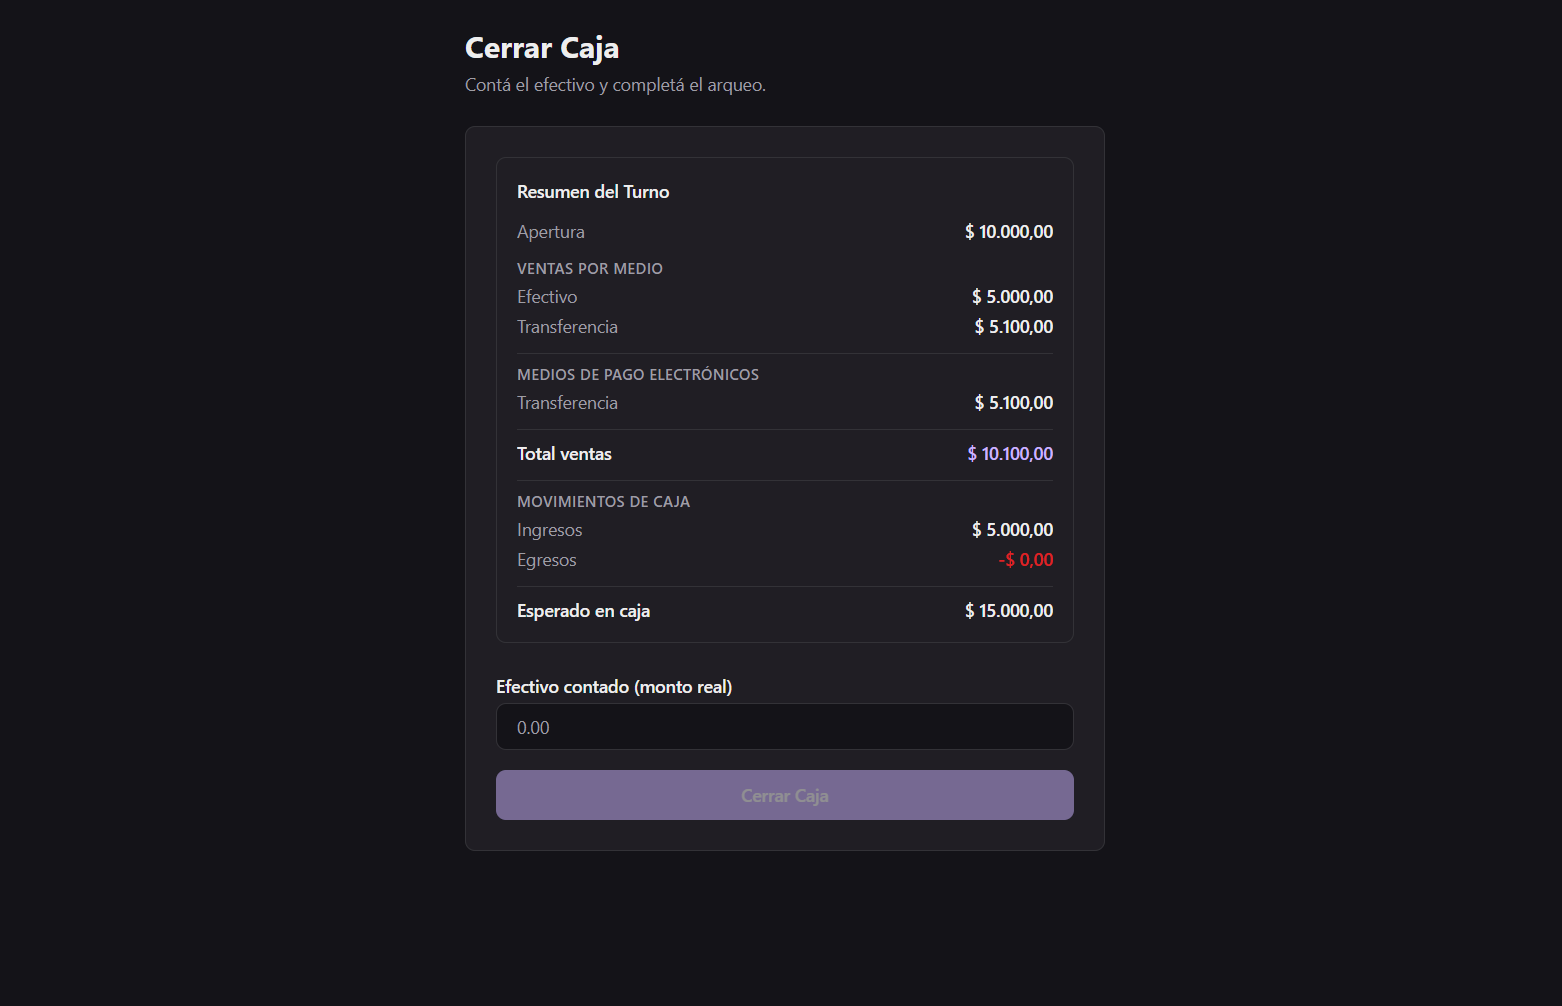 Cerrar Caja
Contá el efectivo y completá el arqueo.
Resumen del Turno
Apertura $ 10.000,00
VENTAS POR MEDIO
Efectivo $ 5.000,00
Transferencia $ 5.100,00
MEDIOS DE PAGO ELECTRÓNICOS
Transferencia $ 5.100,00
Total ventas $ 10.100,00
MOVIMIENTOS DE CAJA
Ingresos $ 5.000,00
Egresos -$ 0,00
Esperado en caja $ 15.000,00
Efectivo contado (monto real)
0.00
Cerrar Caja